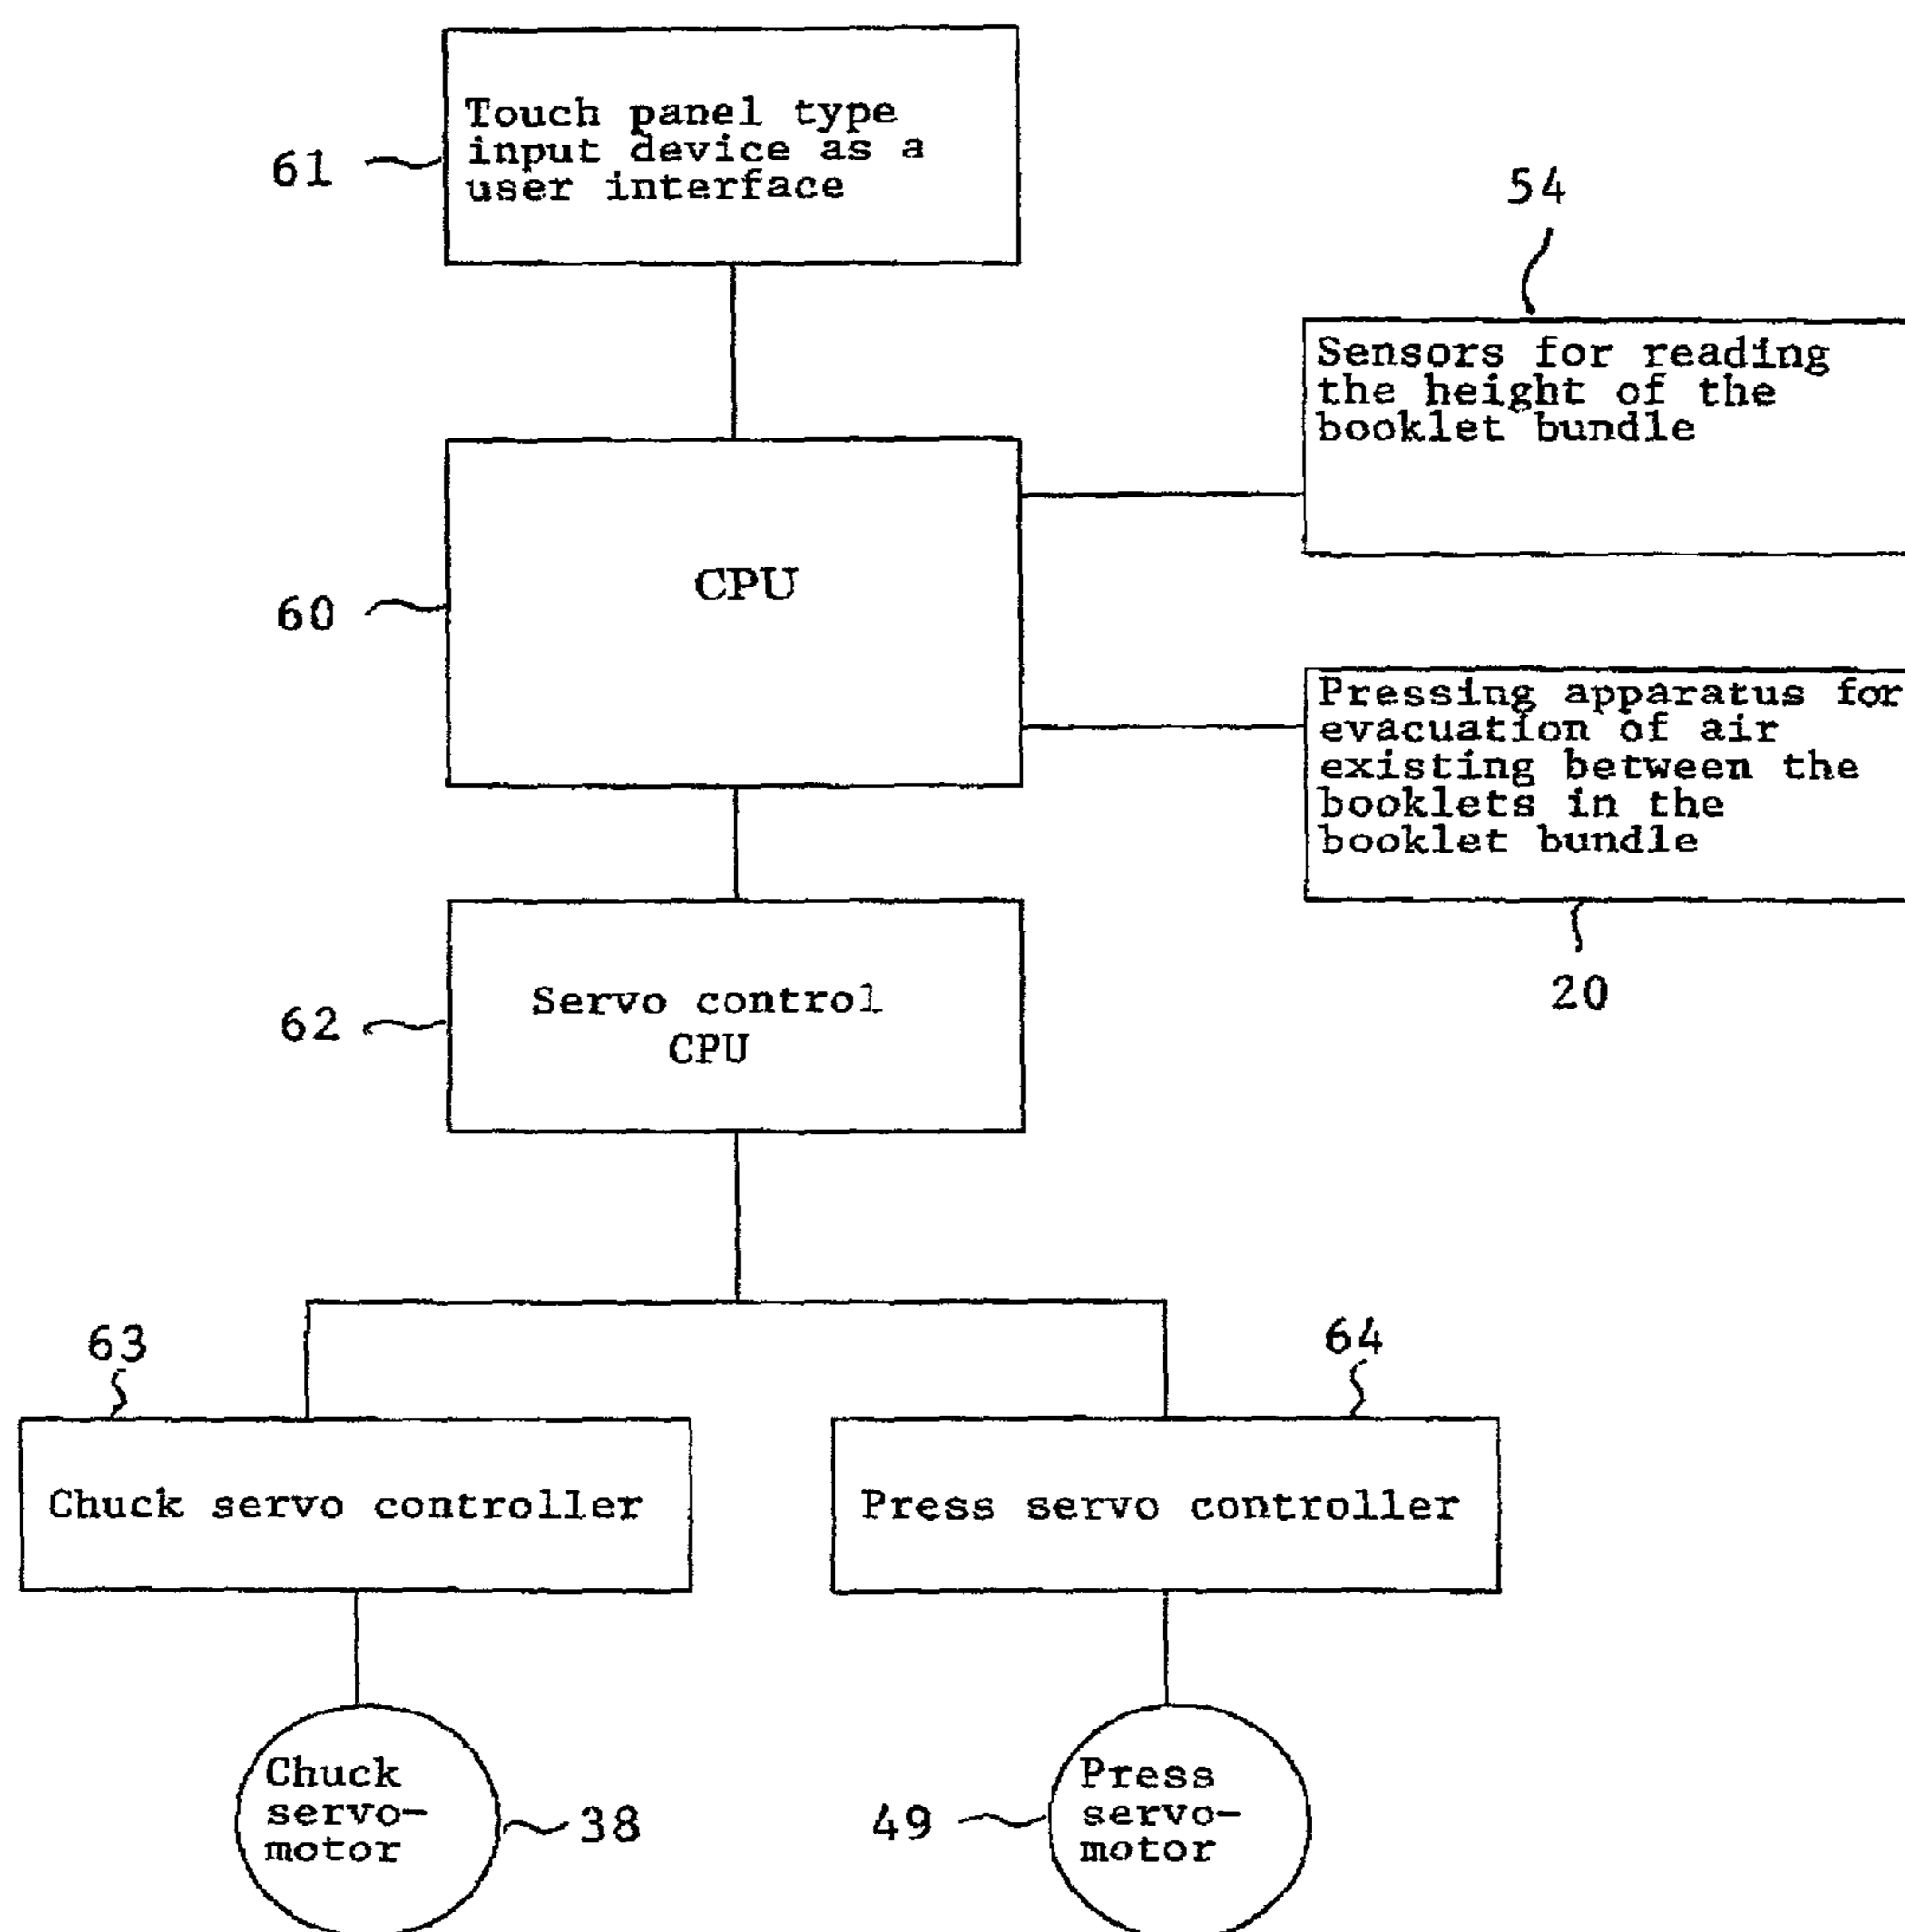 Touch panel type
input device as a
user interface
61
54
Sensors for reading
the height of the
booklet bundle
CPU
60
Pressing apparatus for
evacuation of air
existing between the
booklets in the
booklet bundle
20
Servo control
CPU
62
63
64
Chuck servo controller
Press servo controller
Chuck
servo-
motor
38
49
Press
servo-
motor